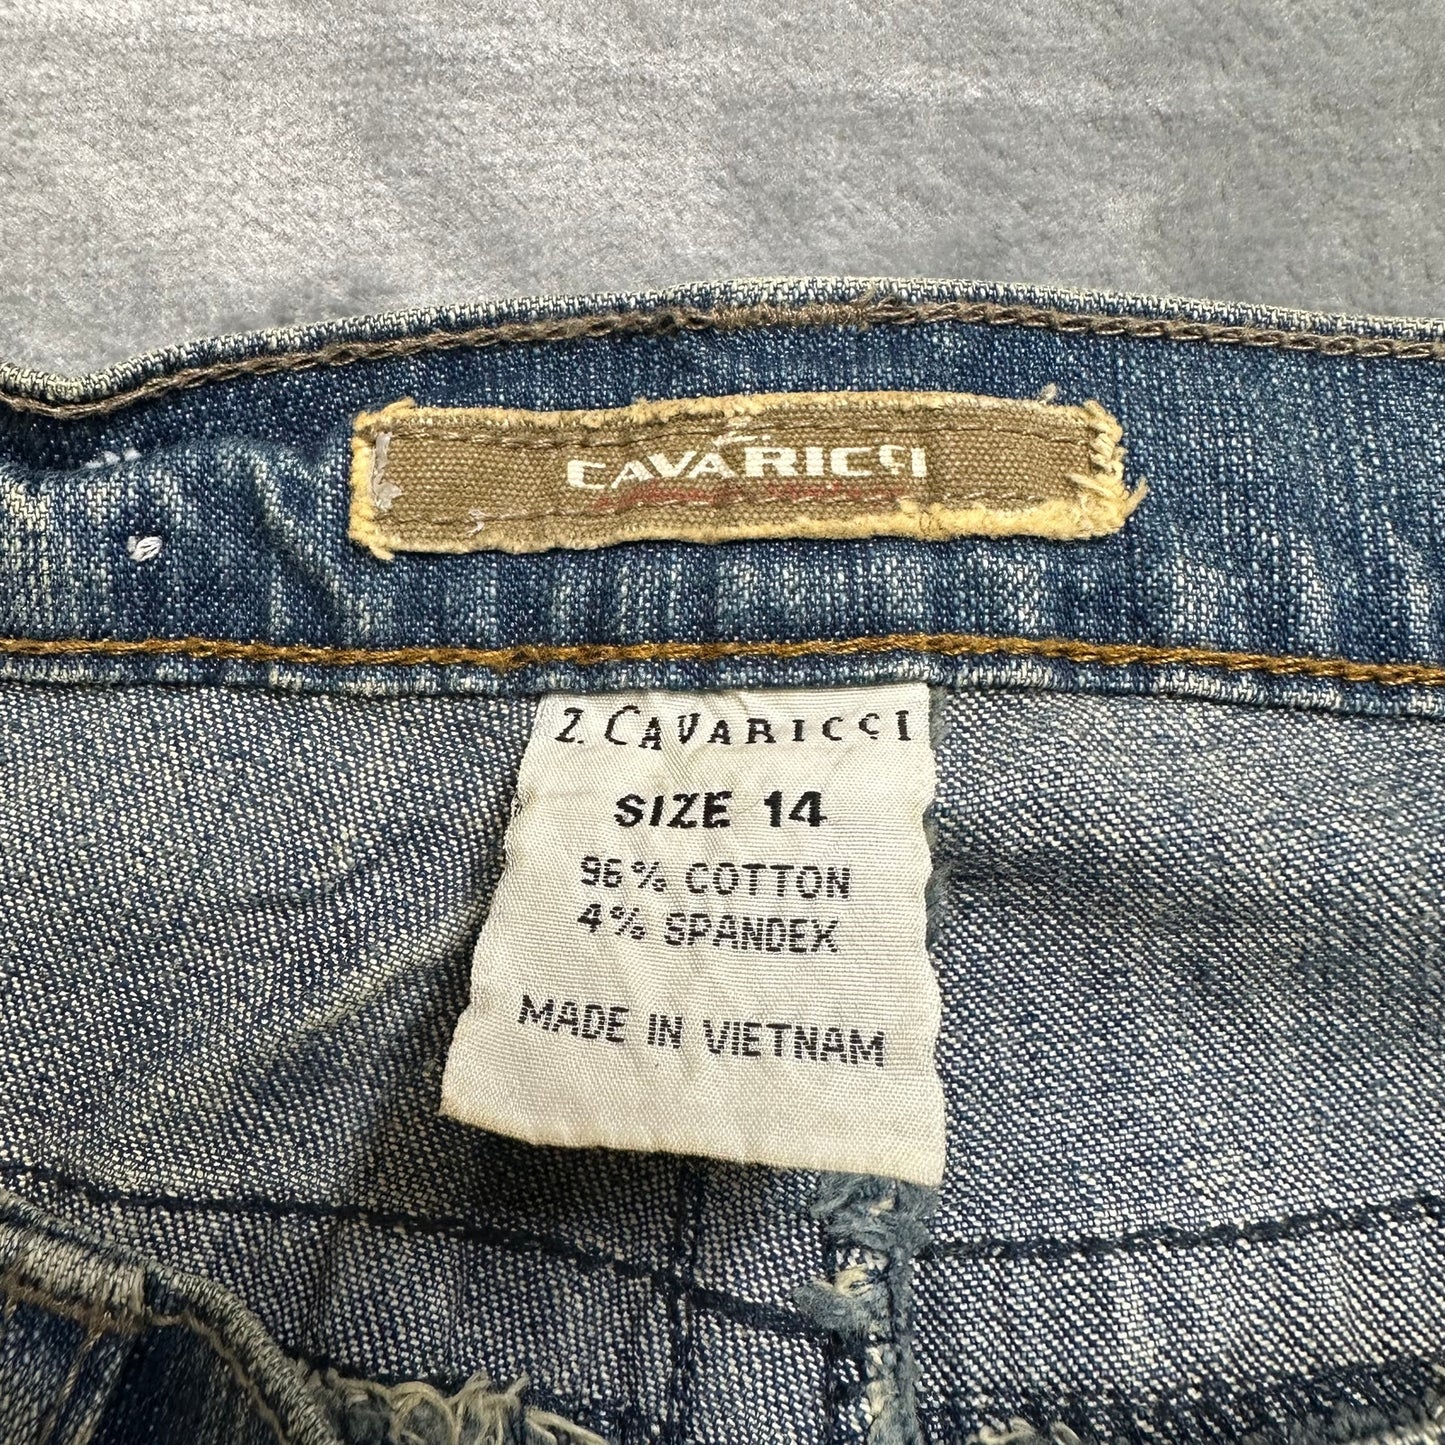 Z.
CAVARICCI
Z. CAVARICCI
SIZE 14
96% COTTON
4% SPANDEX
MADE IN VIETNAM